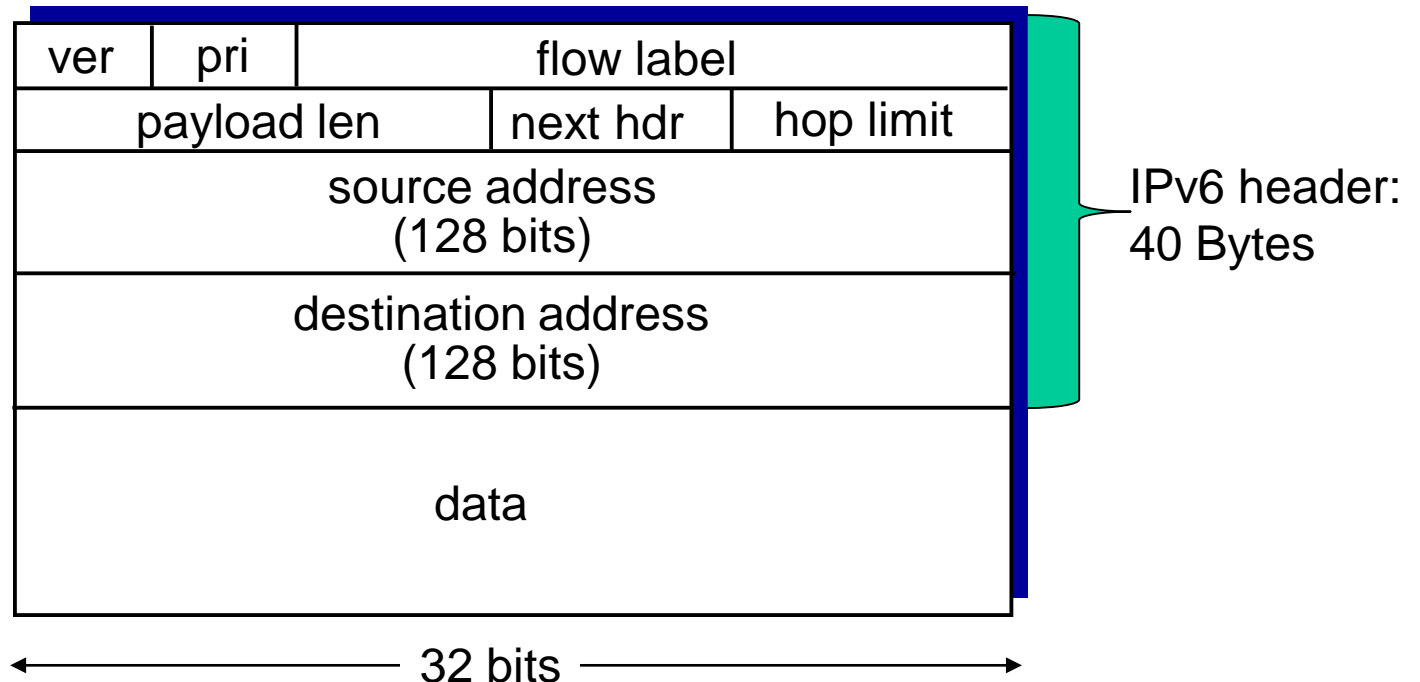 ver pri flow label
payload len next hdr hop limit
source address
(128 bits)
destination address
(128 bits)
data
32 bits
IPv6 header:
40 Bytes